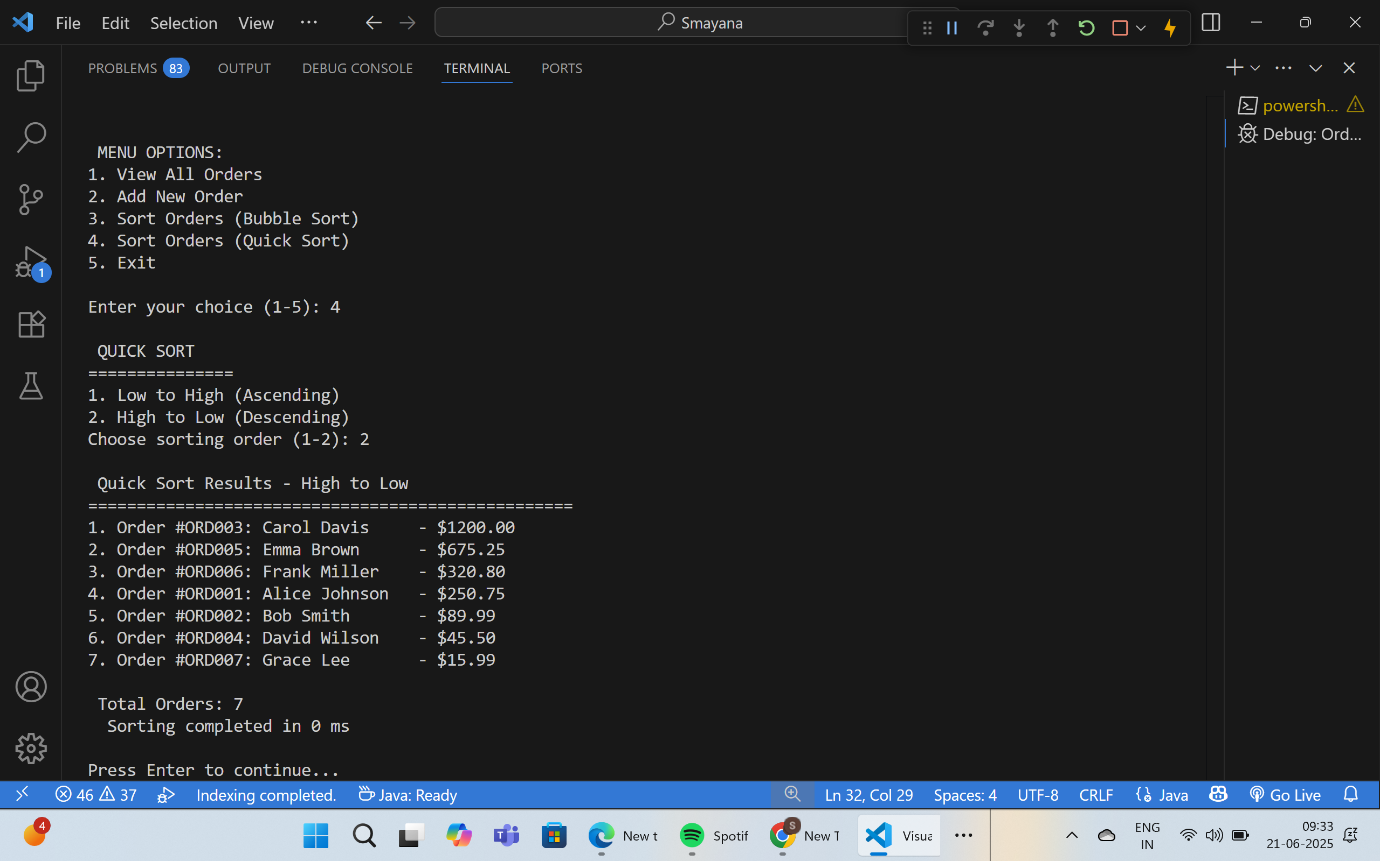 File Edit Selection View ··· Smayana
PROBLEMS 83 OUTPUT DEBUG CONSOLE TERMINAL PORTS
powersh...
Debug: Ord...
MENU OPTIONS:
1. View All Orders
2. Add New Order
3. Sort Orders (Bubble Sort)
4. Sort Orders (Quick Sort)
5. Exit
Enter your choice (1-5): 4
QUICK SORT
===============
1. Low to High (Ascending)
2. High to Low (Descending)
Choose sorting order (1-2): 2
Quick Sort Results - High to Low
==================================================
1. Order #ORD003: Carol Davis - $1200.00
2. Order #ORD005: Emma Brown - $675.25
3. Order #ORD006: Frank Miller - $320.80
4. Order #ORD001: Alice Johnson - $250.75
5. Order #ORD002: Bob Smith - $89.99
6. Order #ORD004: David Wilson - $45.50
7. Order #ORD007: Grace Lee - $15.99
Total Orders: 7
Sorting completed in 0 ms
Press Enter to continue...
1
46 37 Indexing completed. Java: Ready Ln 32, Col 29 Spaces: 4 UTF-8 CRLF Java Go Live
4 New t Spotif S New T Visua ··· ENG 09:33
IN 21-06-2025